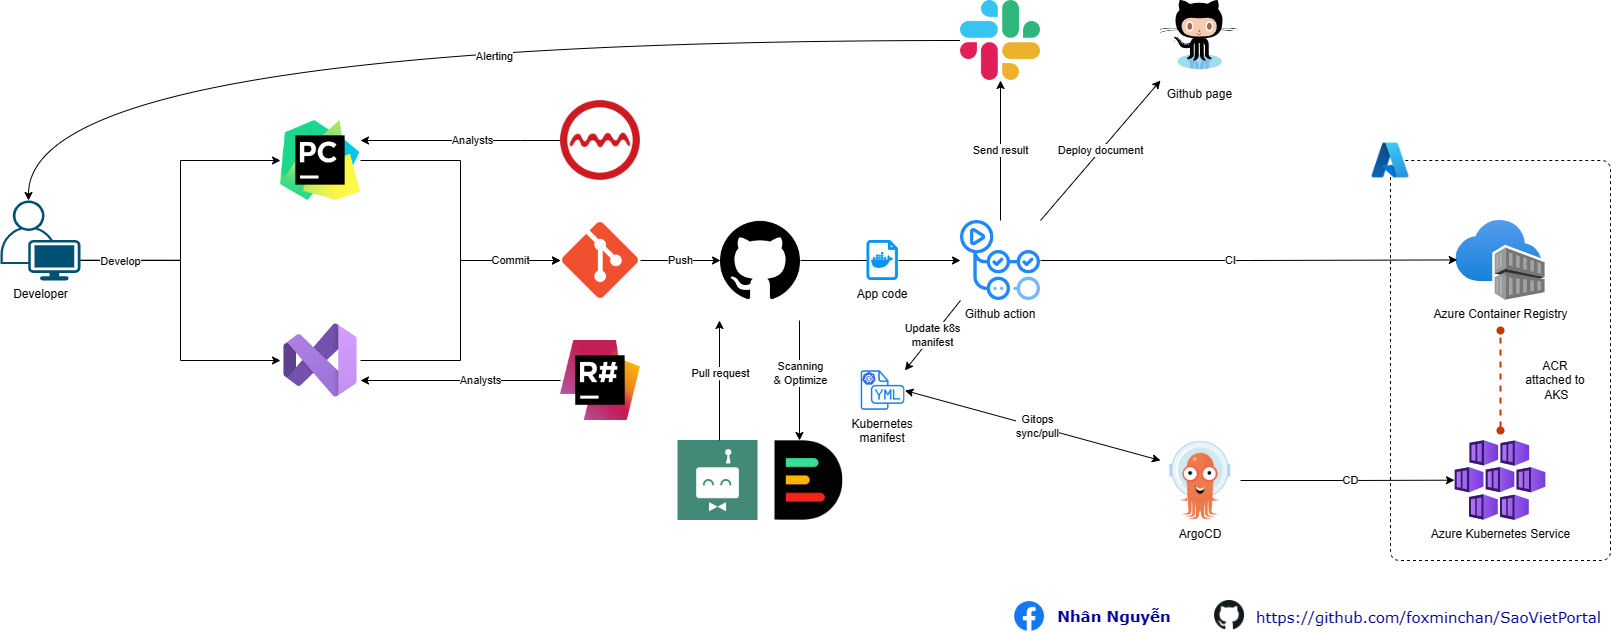 Alerting
Github page
PC
Analysts
Send result
Deploy document
Develop
Commit
Push
App code
CI
Developer
Github action
Azure Container Registry
Update k8s
manifest
R#
Analysts
Pull request
Scanning
& Optimize
YML
Kubernetes
manifest
Gitops
sync/pull
ACR
attached to
AKS
CD
ArgoCD
Azure Kubernetes Service
Nhân Nguyễn
https://github.com/foxminchan/SaoVietPortal